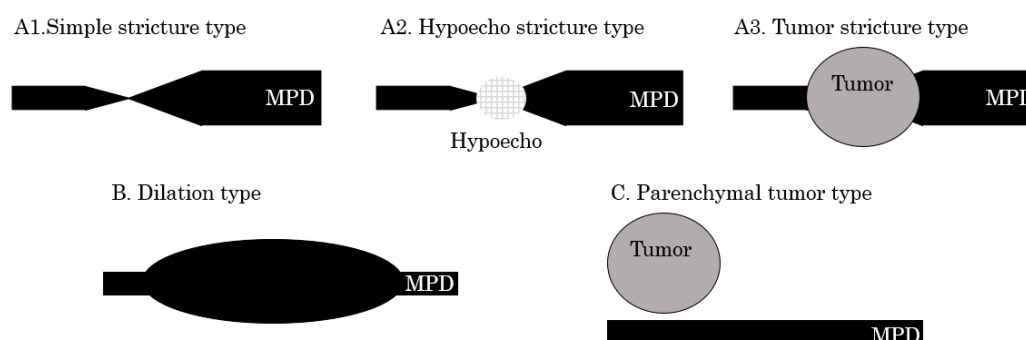 A1.Simple stricture type
A2. Hypoecho stricture type
A3. Tumor stricture type
MPD
MPD
Tumor
MPD
Hypoecho
B. Dilation type
C. Parenchymal tumor type
MPD
Tumor
MPD